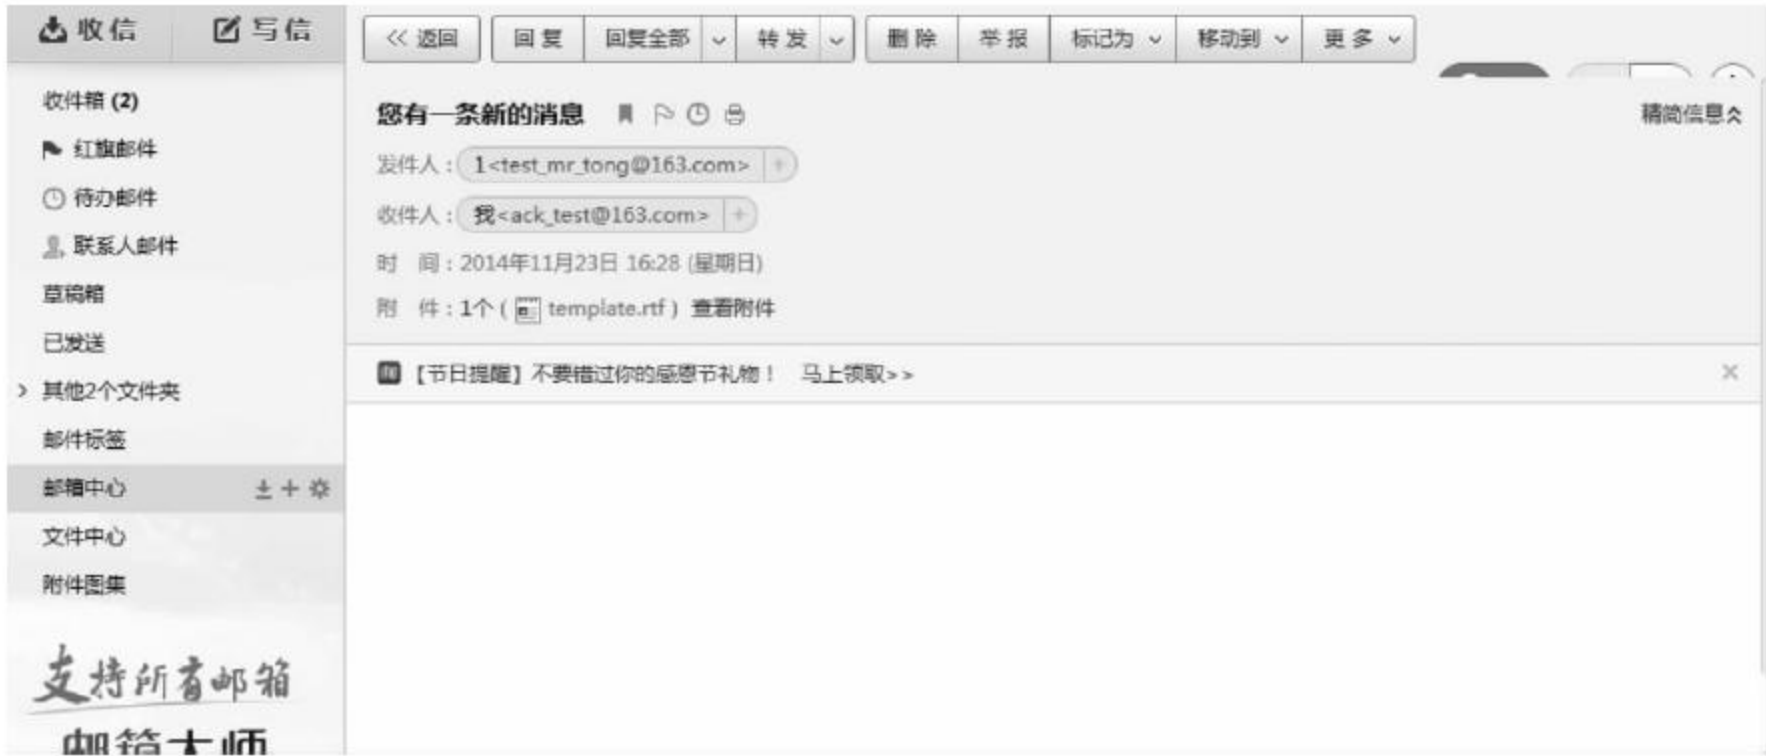 收信 写信
<< 返回 回复 回复全部 转发 删除 举报 标记为 移动到 更多
收件箱 (2)
红旗邮件
待办邮件
联系人邮件
草稿箱
已发送
其他2个文件夹
邮件标签
邮箱中心
文件中心
附件图集
支持所有邮箱
邮箱大师
您有一条新的消息
精简信息
发件人：1<test_mr_tong@163.com> +
收件人：我<ack_test@163.com> +
时 间：2014年11月23日 16:28 (星期日)
附 件：1个 ( template.rtf ) 查看附件
【节日提醒】不要错过你的感恩节礼物！ 马上领取>>